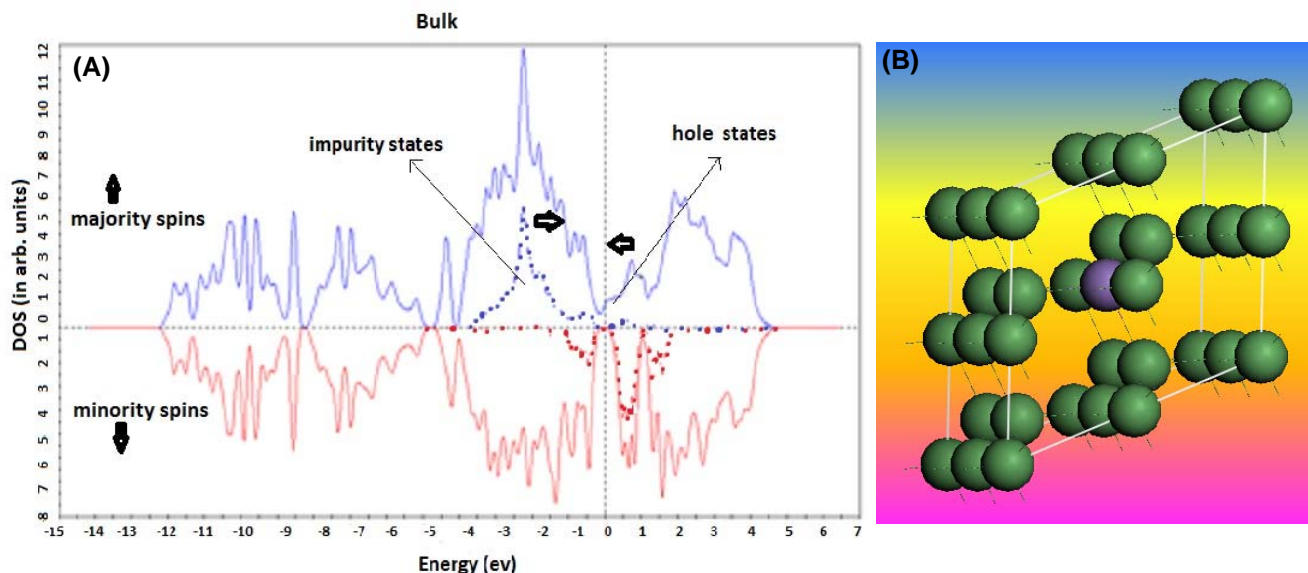 Bulk
(A)
(B)
12
11
10
9
8
7
6
5
4
3
2
1
0
1
2
3
4
5
6
7
8
DOS (in arb. units)
impurity states
hole states
majority spins
minority spins
-15 -14 -13 -12 -11 -10 -9 -8 -7 -6 -5 -4 -3 -2 -1 0 1 2 3 4 5 6 7
Energy (ev)